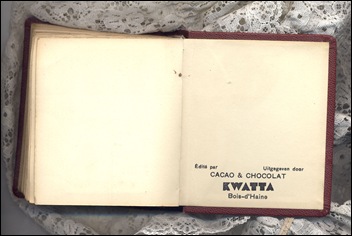 Édité par Uitgegeven door
CACAO & CHOCOLAT
KWATTA
Bois-d'Haine